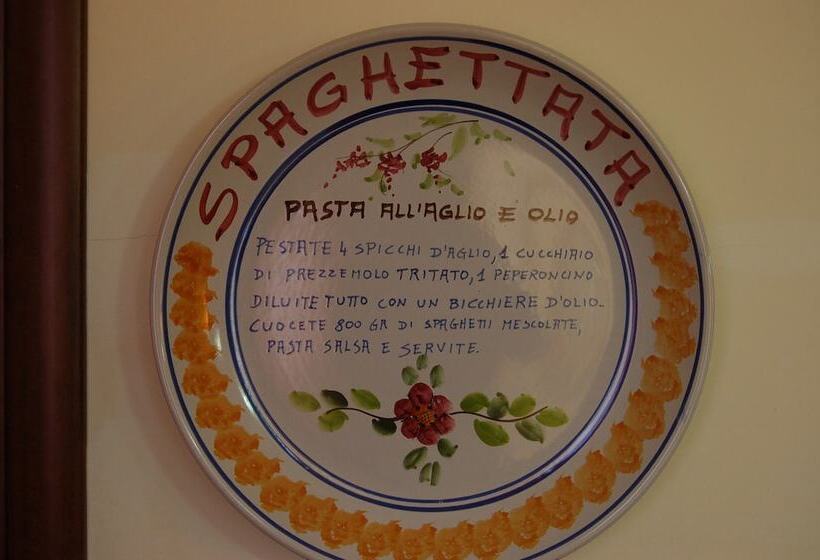 SPAGHETTATA
PASTA ALL'AGLIO E OLIO
PESTATE 4 SPICCHI D'AGLIO, 1 CUCCHIAIO
DI PREZZEMOLO TRITATO, 1 PEPERONCINO
DILUITE TUTTO CON UN BICCHIERE D'OLIO-
CUOCETE 800 GR DI SPAGHETTI MESCOLATE,
PASTA SALSA E SERVITE.